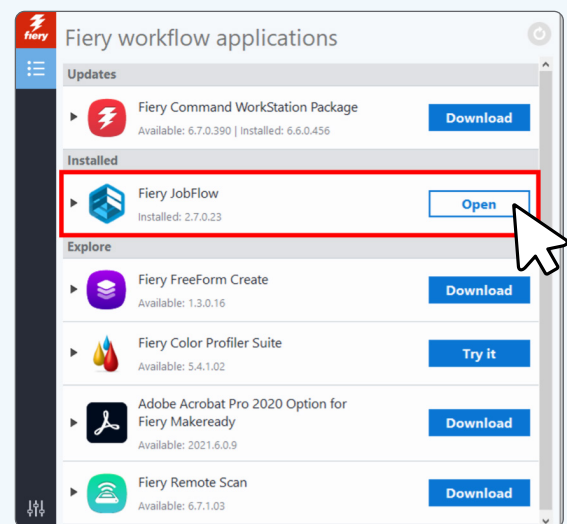 fiery
Fiery workflow applications
Updates
Fiery Command WorkStation Package
Available: 6.7.0.390 | Installed: 6.6.0.456
Download
Installed
Fiery JobFlow
Installed: 2.7.0.23
Open
Explore
Fiery FreeForm Create
Available: 1.3.0.16
Download
Fiery Color Profiler Suite
Available: 5.4.1.02
Try it
Adobe Acrobat Pro 2020 Option for
Fiery Makeready
Available: 2021.6.0.9
Download
Fiery Remote Scan
Available: 6.7.1.03
Download